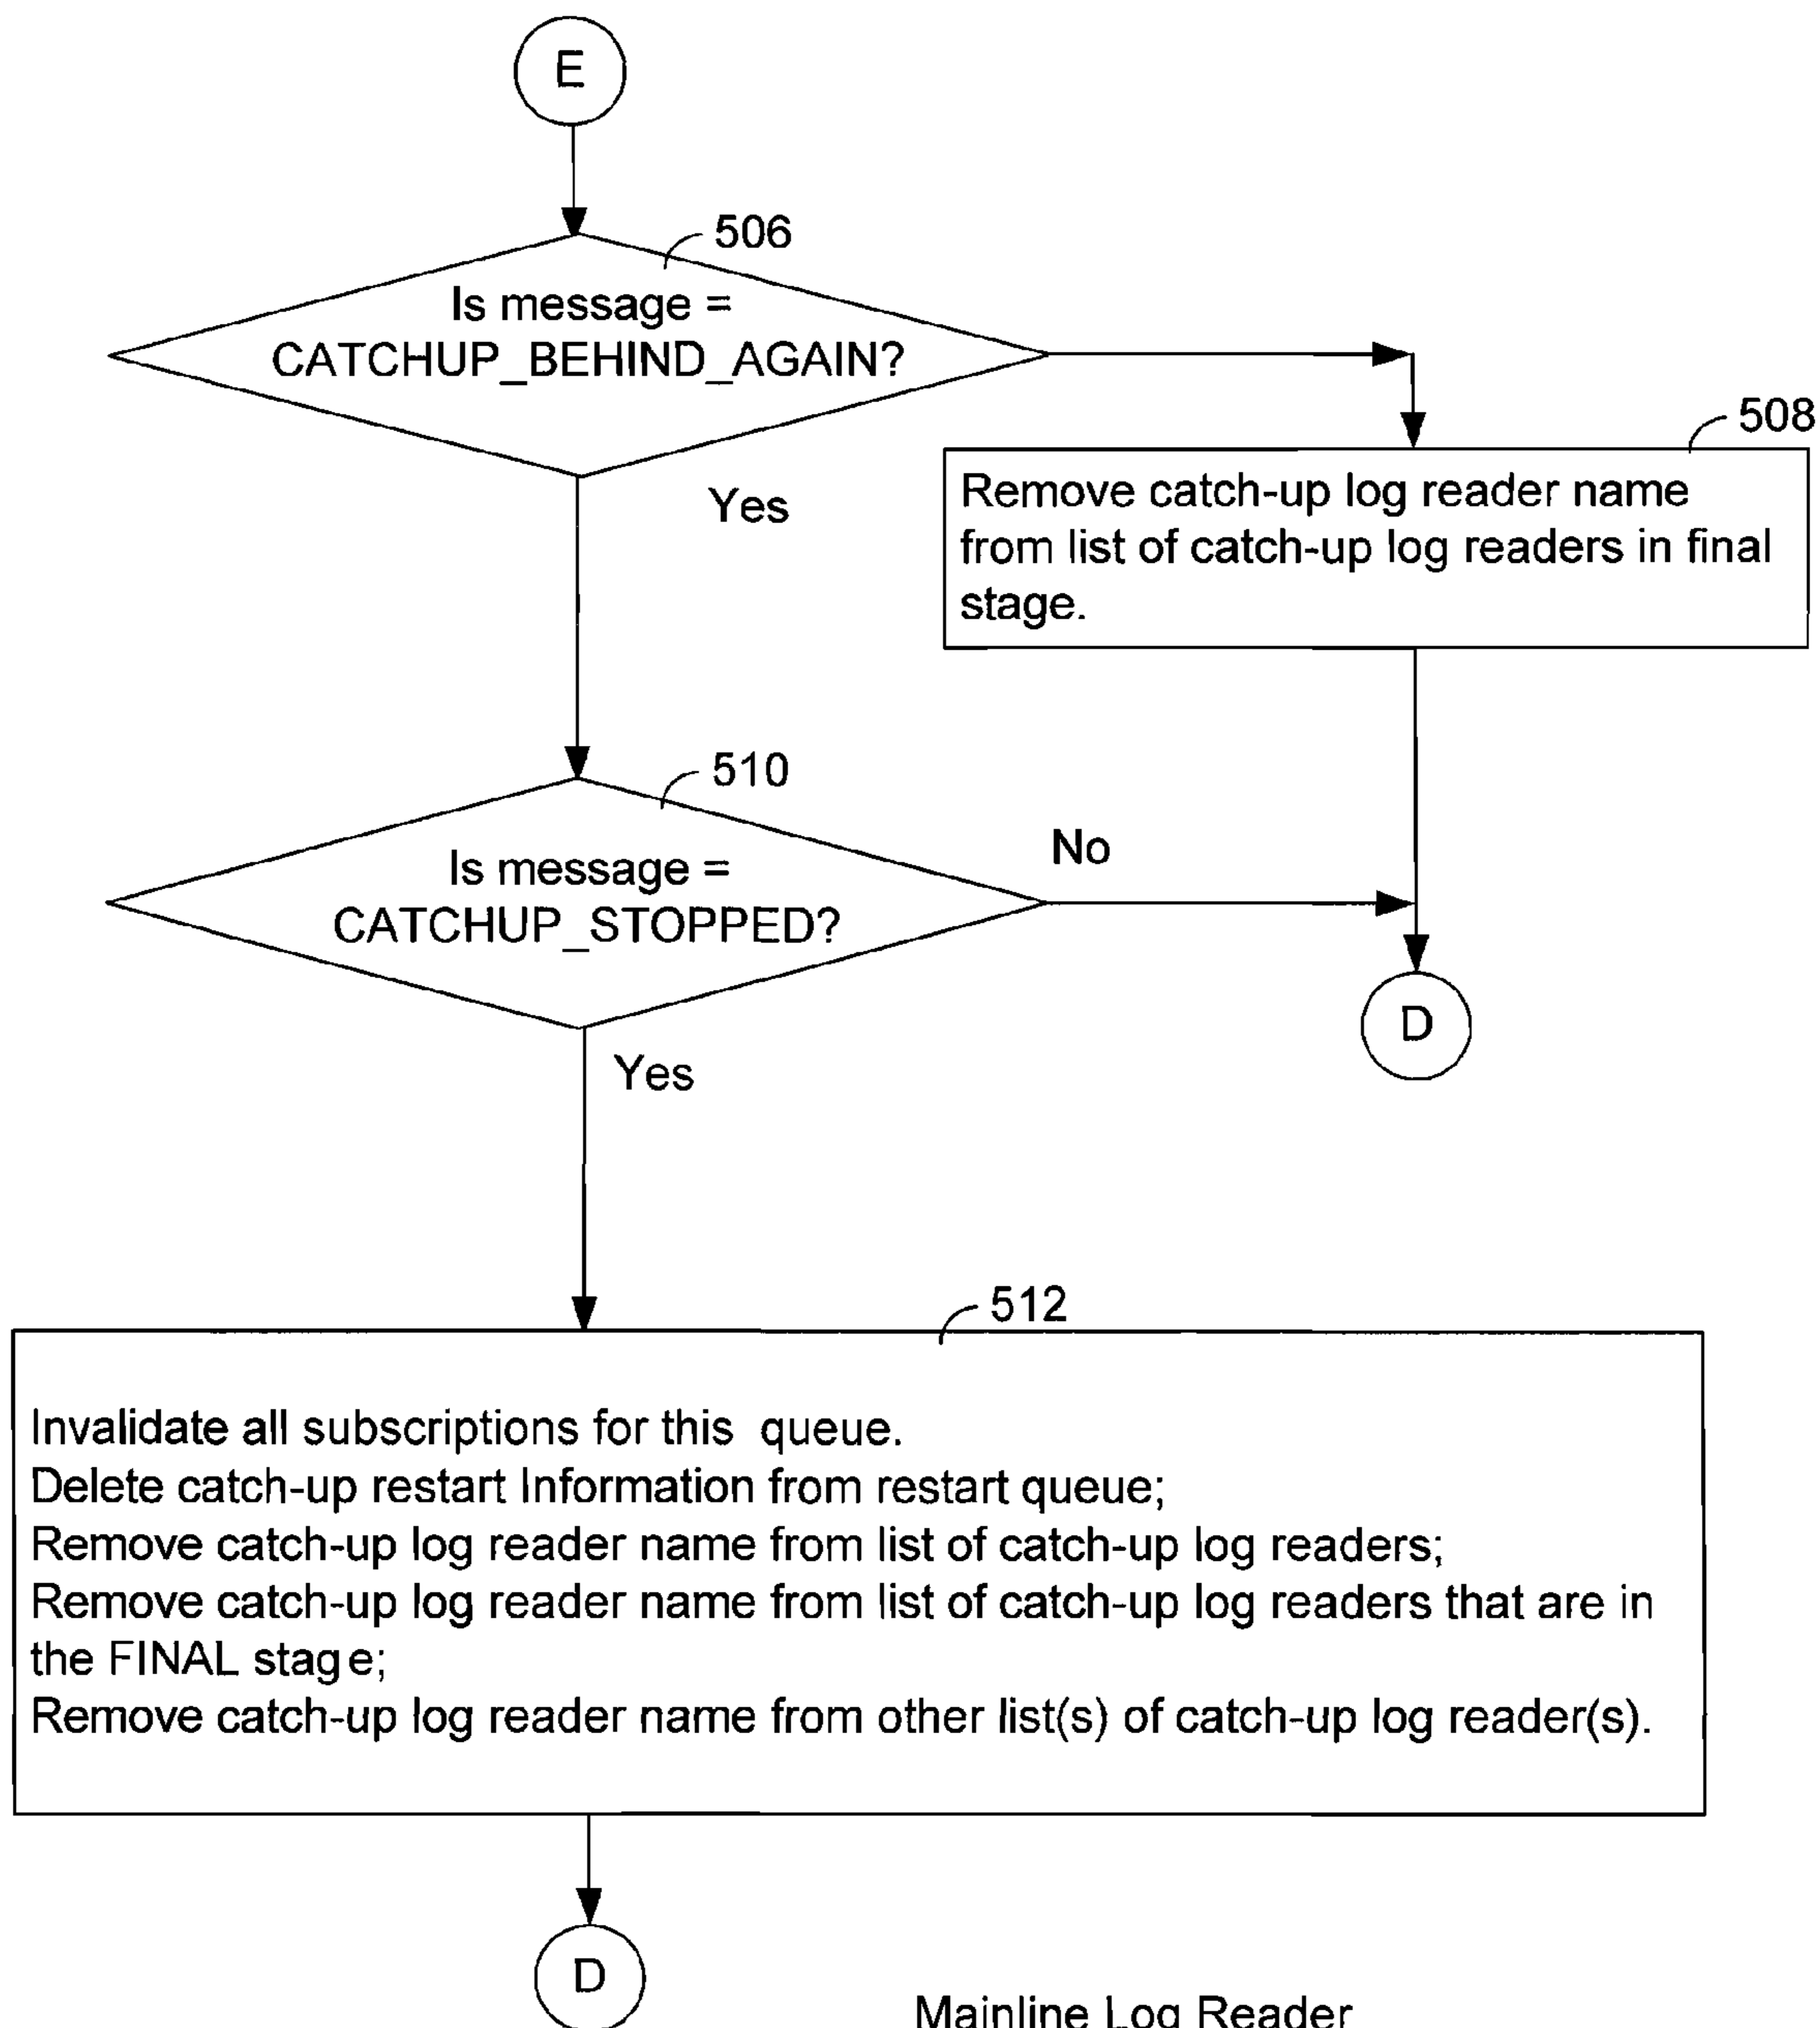 E
506
Is message =
CATCHUP_BEHIND_AGAIN?
508
Remove catch-up log reader name
from list of catch-up log readers in final
stage.
Yes
510
Is message =
CATCHUP_STOPPED?
No
D
Yes
512
Invalidate all subscriptions for this queue.
Delete catch-up restart Information from restart queue;
Remove catch-up log reader name from list of catch-up log readers;
Remove catch-up log reader name from list of catch-up log readers that are in
the FINAL stage;
Remove catch-up log reader name from other list(s) of catch-up log reader(s).
D
Mainline Log Reader